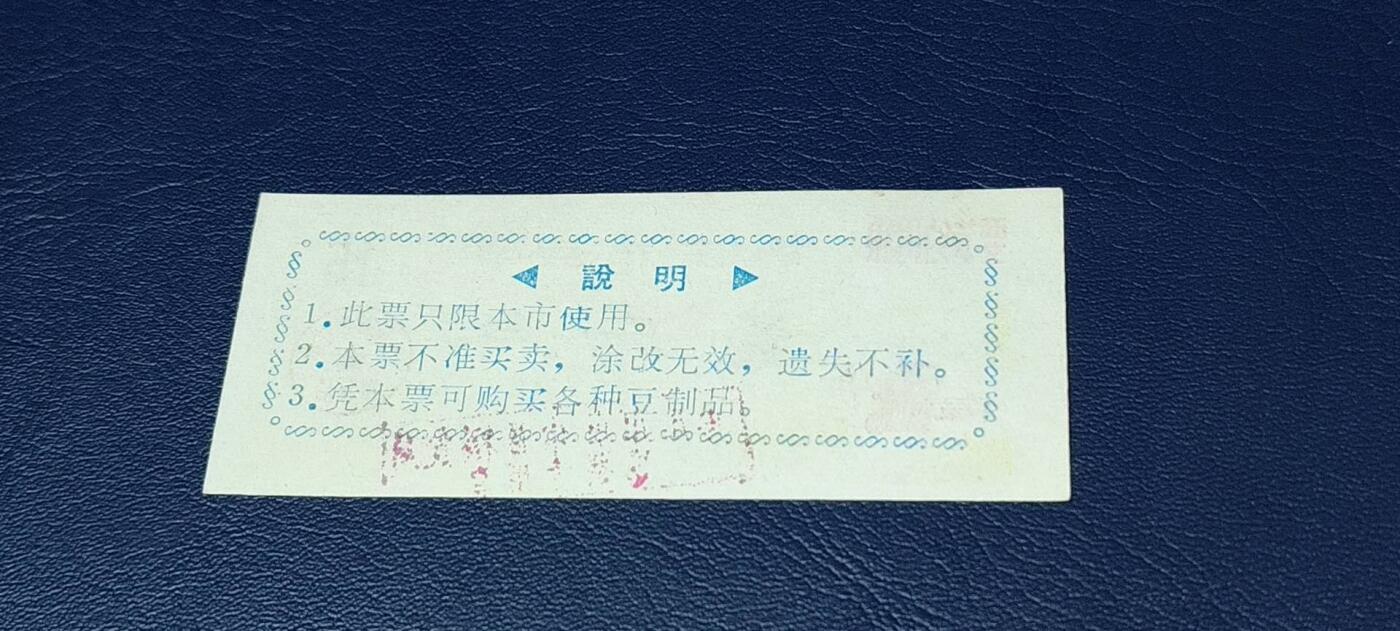 ◀ 說 明 ▶
1.此票只限本市使用。
2.本票不准买卖，涂改无效，遗失不补。
3.凭本票可购买各种豆制品。